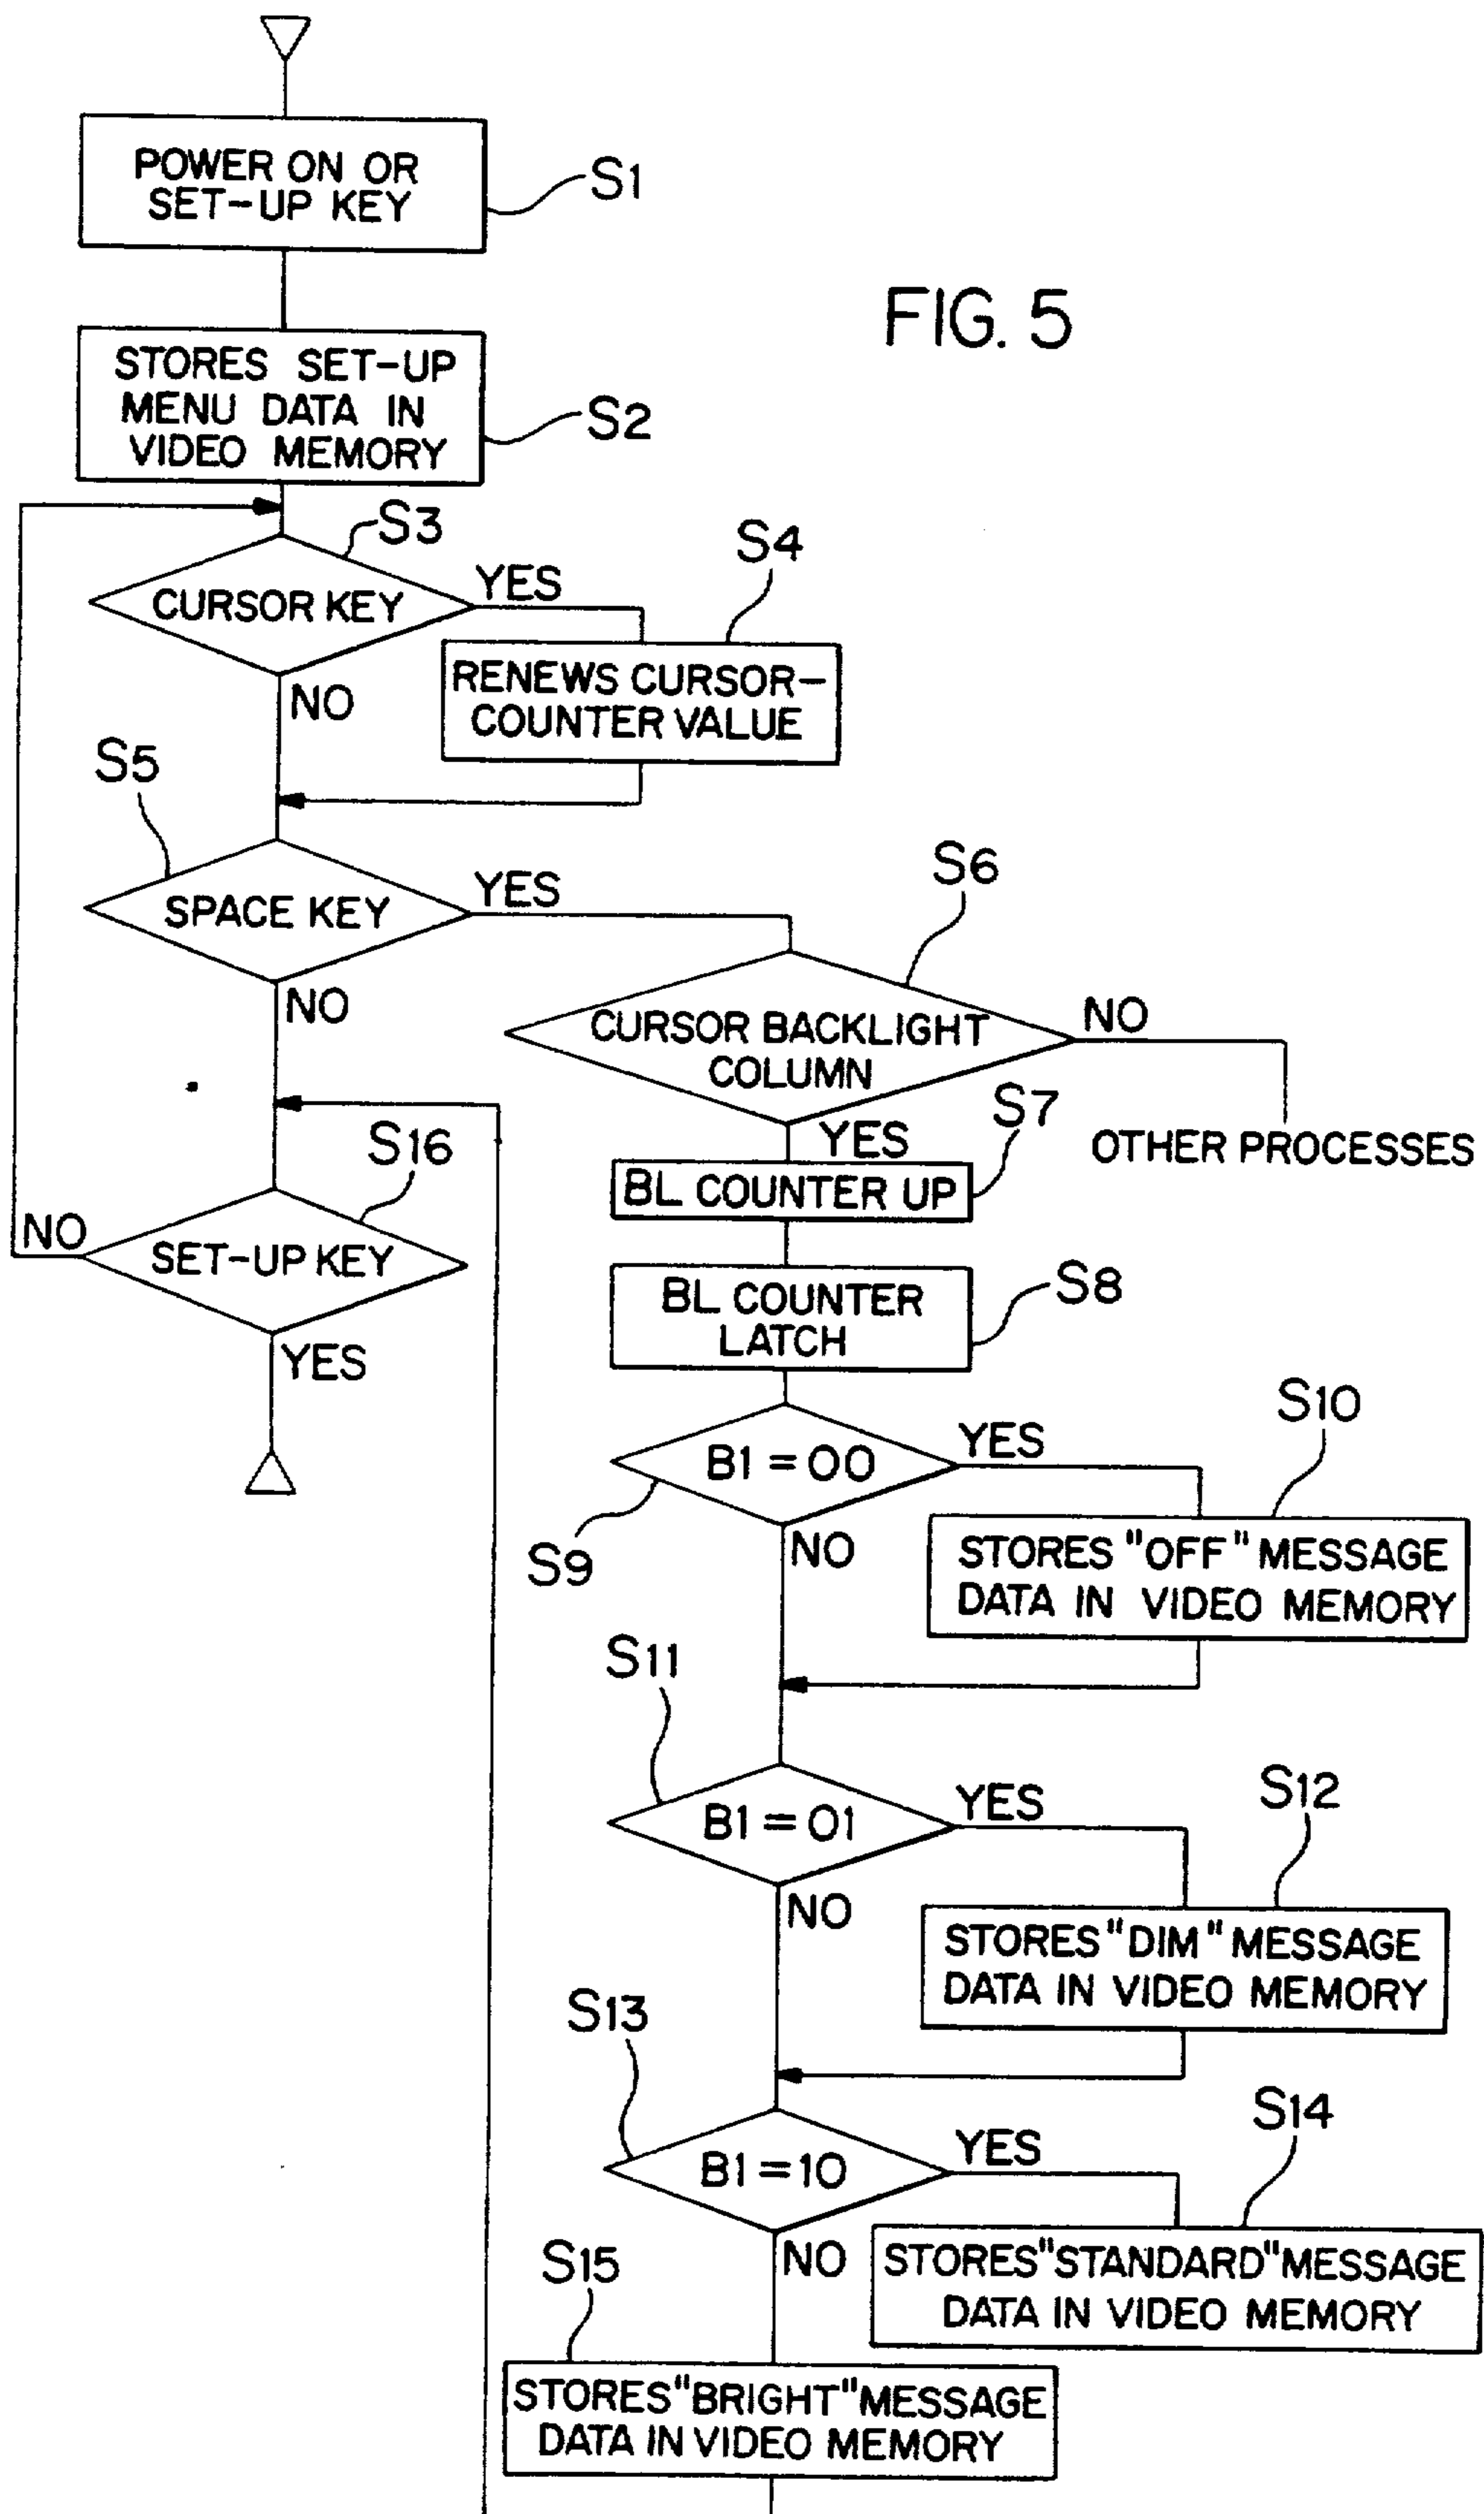 POWER ON OR
SET-UP KEY
S1
FIG. 5
STORES SET-UP
MENU DATA IN
VIDEO MEMORY
S2
S3
CURSOR KEY
YES
NO
S4
RENEWS CURSOR-
COUNTER VALUE
S5
SPACE KEY
YES
NO
S6
CURSOR BACKLIGHT
COLUMN
NO
OTHER PROCESSES
YES
S7
BL COUNTER UP
S16
SET-UP KEY
NO
YES
BL COUNTER
LATCH
S8
B1 = 00
YES
NO
S9
S10
STORES "OFF" MESSAGE
DATA IN VIDEO MEMORY
S11
B1 = 01
YES
NO
S12
STORES "DIM" MESSAGE
DATA IN VIDEO MEMORY
S13
B1 = 10
YES
NO
S14
STORES "STANDARD" MESSAGE
DATA IN VIDEO MEMORY
S15
STORES "BRIGHT" MESSAGE
DATA IN VIDEO MEMORY